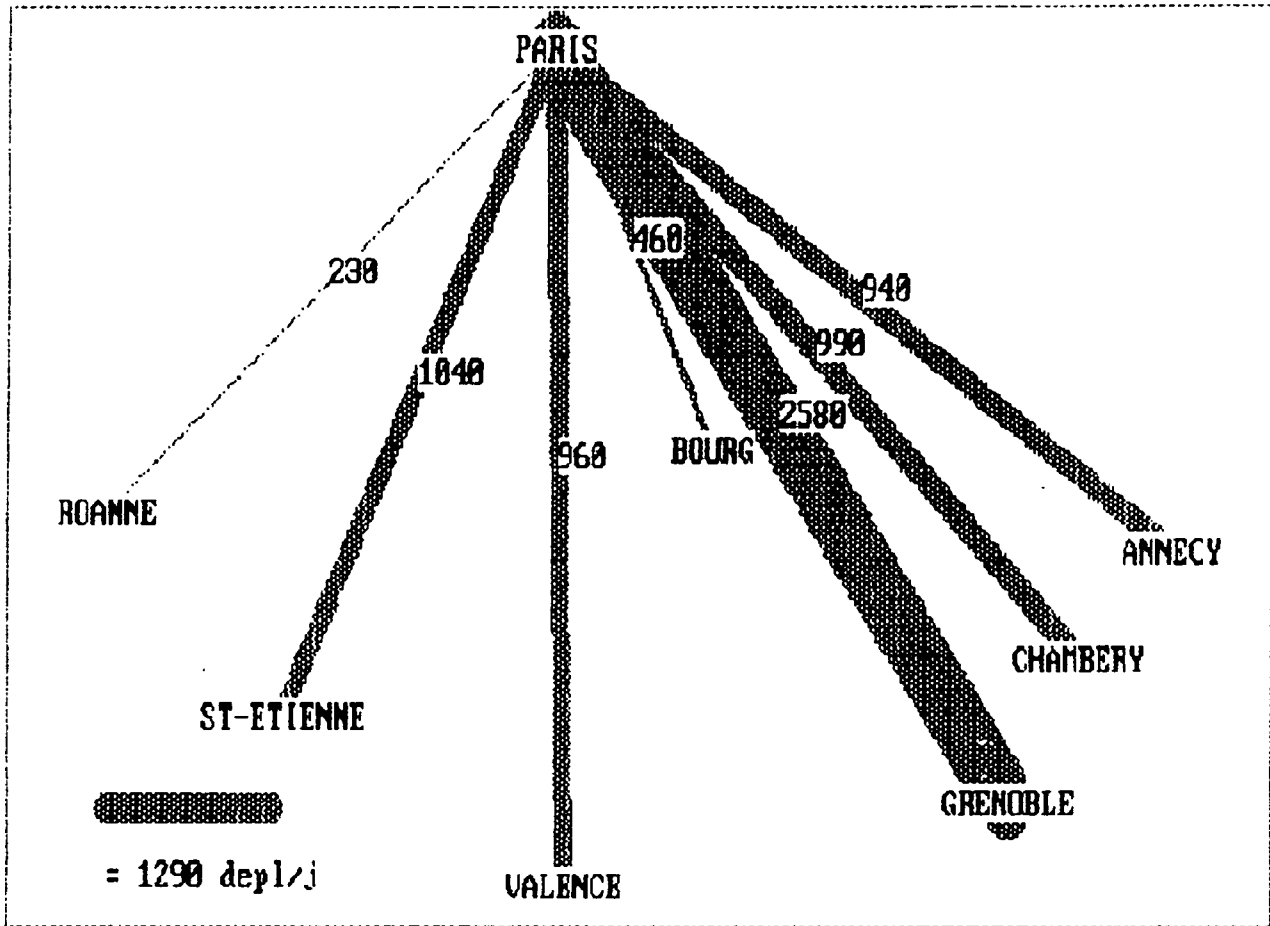 PARIS
460
230
940
990
1040
2580
960
BOURG
ROANNE
ANNECY
CHAMBERY
ST-ETIENNE
GRENOBLE
= 1290 depl/j
VALENCE